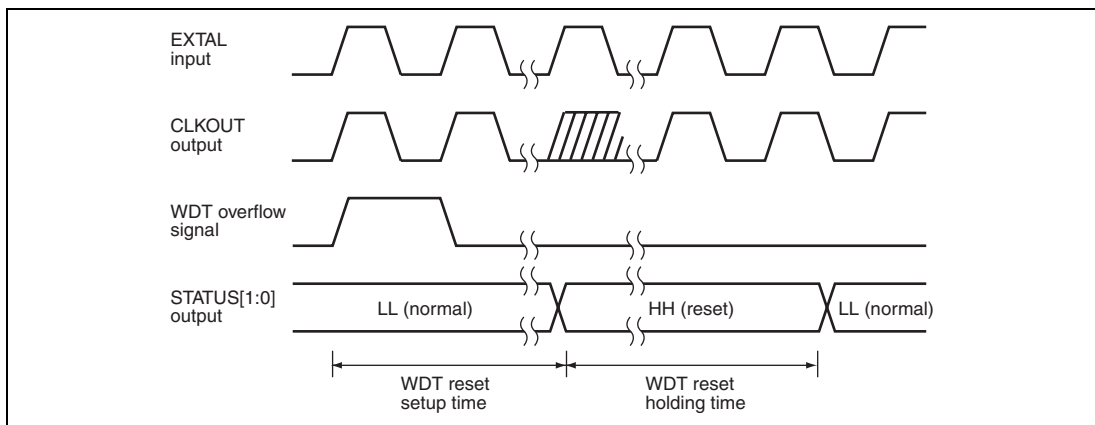 EXTAL
input
CLKOUT
output
WDT overflow
signal
STATUS[1:0]
output
LL (normal)
HH (reset)
LL (normal)
WDT reset
setup time
WDT reset
holding time